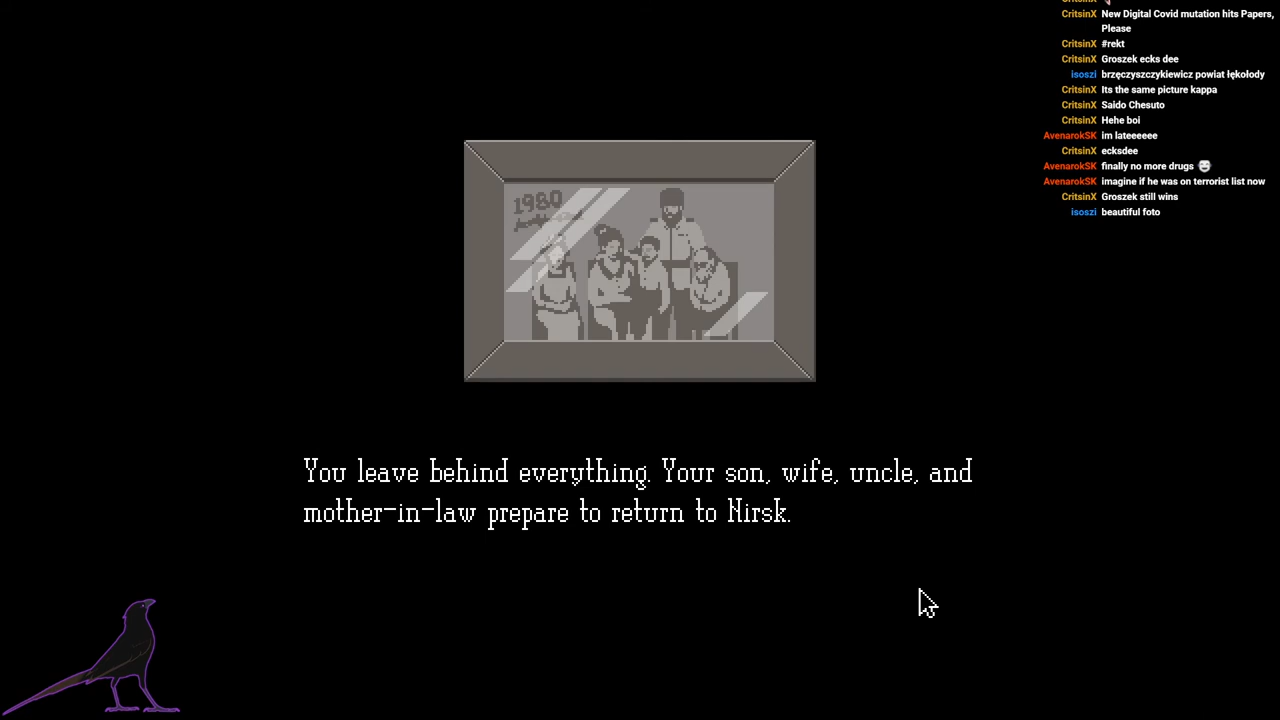 CritsinX
CritsinX New Digital Covid mutation hits Papers,
Please
CritsinX #rekt
CritsinX Groszek ecks dee
isoszi brzęczyszczykiewicz powiat łękołody
CritsinX Its the same picture kappa
CritsinX Saido Chesuto
CritsinX Hehe boi
AvenarokSK im lateeeeee
CritsinX ecksdee
AvenarokSK finally no more drugs
AvenarokSK imagine if he was on terrorist list now
CritsinX Groszek still wins
isoszi beautiful foto
1980
You leave behind everything. Your son, wife, uncle, and
mother-in-law prepare to return to Nirsk.